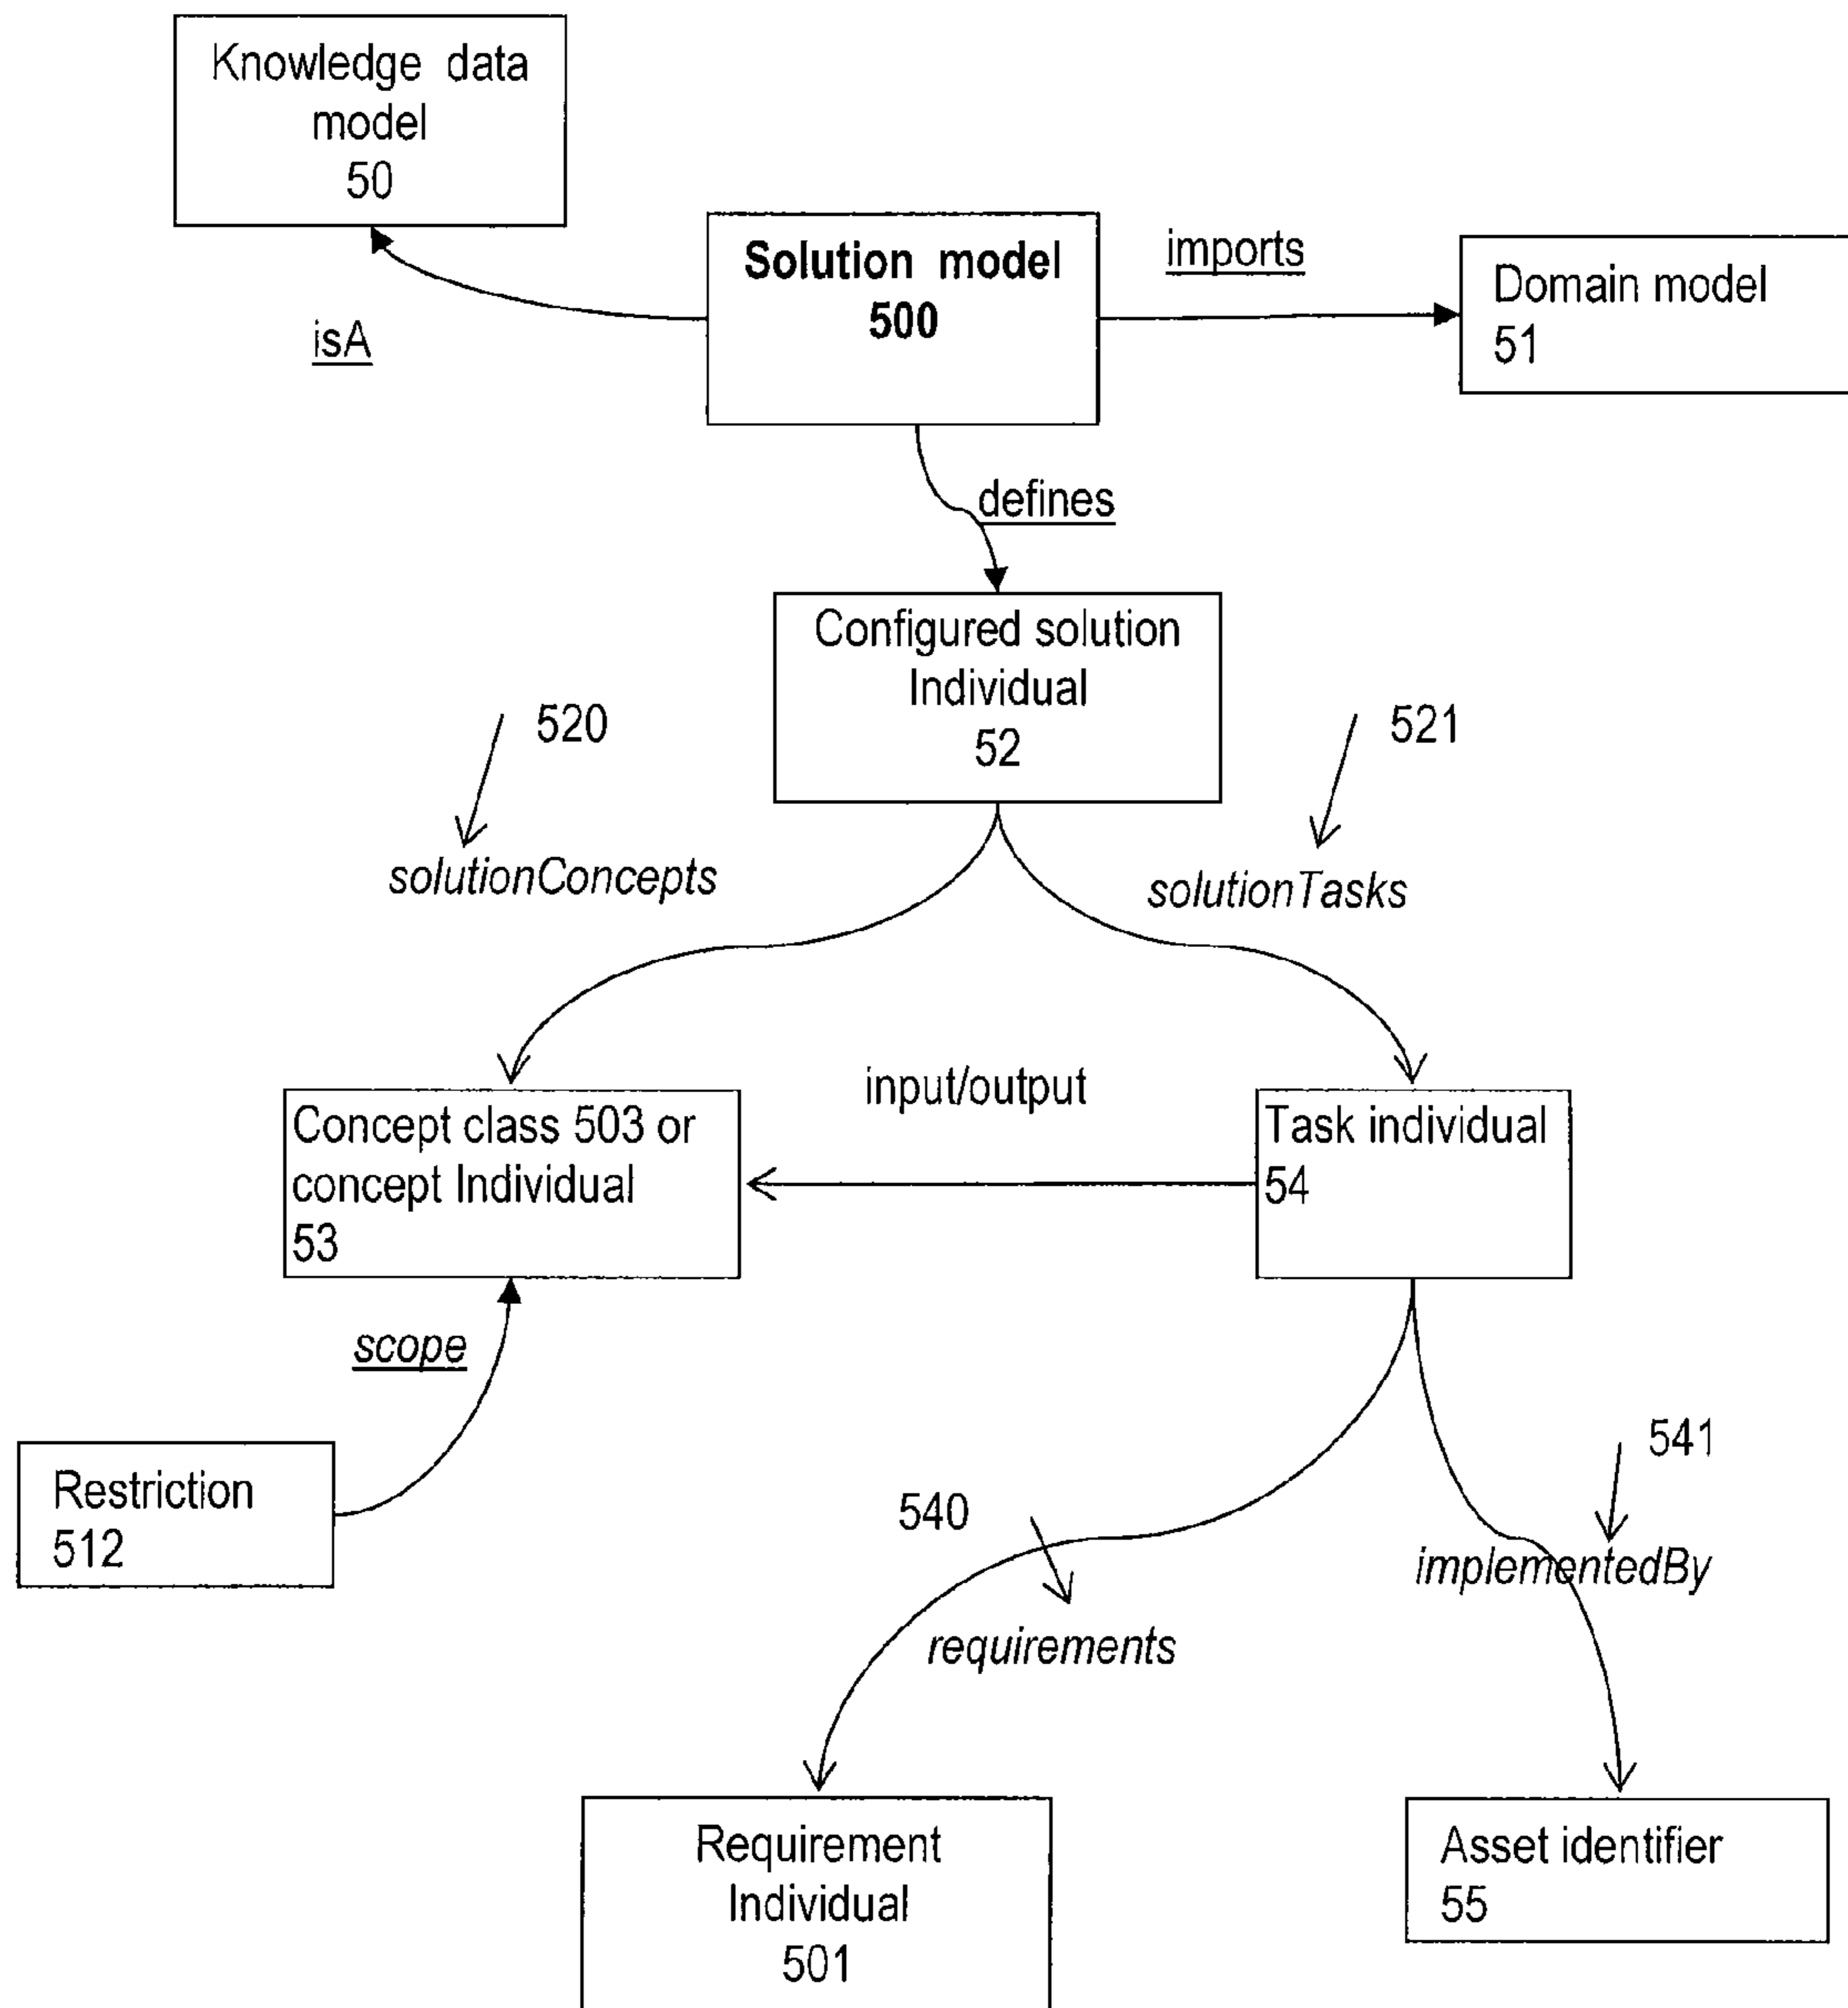 Knowledge data
model
50
Solution model
500
imports
Domain model
51
isA
defines
Configured solution
Individual
52
520
521
solutionConcepts
solutionTasks
input/output
Concept class 503 or
concept Individual
53
Task individual
54
scope
Restriction
512
540
541
implementedBy
requirements
Requirement
Individual
501
Asset identifier
55